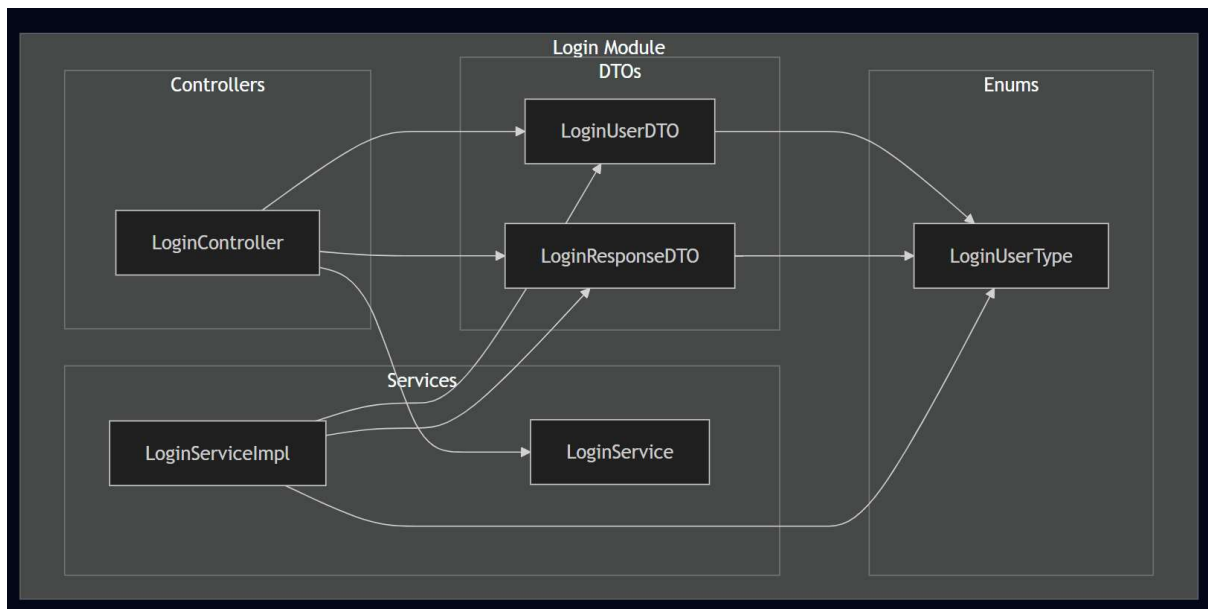 Login Module
Controllers
DTOs
Enums
LoginUserDTO
LoginController
LoginResponseDTO
LoginUserType
Services
LoginServiceImpl
LoginService